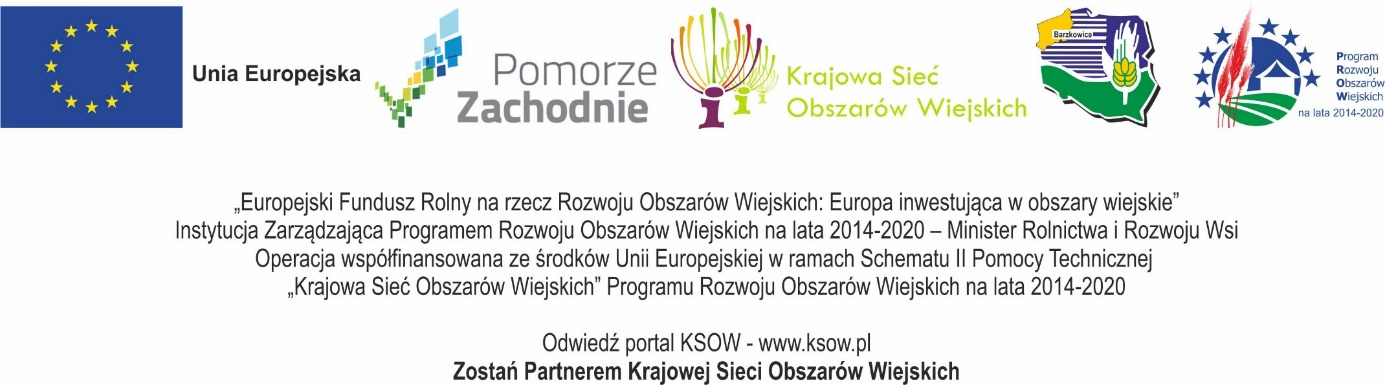 Unia Europejska
Pomorze
Zachodnie
Krajowa Sieć
Obszarów Wiejskich
Barzkowice
Program
Rozwoju
Obszarów
Wiejskich
na lata 2014-2020
„Europejski Fundusz Rolny na rzecz Rozwoju Obszarów Wiejskich: Europa inwestująca w obszary wiejskie”
Instytucja Zarządzająca Programem Rozwoju Obszarów Wiejskich na lata 2014-2020 – Minister Rolnictwa i Rozwoju Wsi
Operacja współfinansowana ze środków Unii Europejskiej w ramach Schematu II Pomocy Technicznej
„Krajowa Sieć Obszarów Wiejskich” Programu Rozwoju Obszarów Wiejskich na lata 2014-2020
Odwiedź portal KSOW - www.ksow.pl
Zostań Partnerem Krajowej Sieci Obszarów Wiejskich